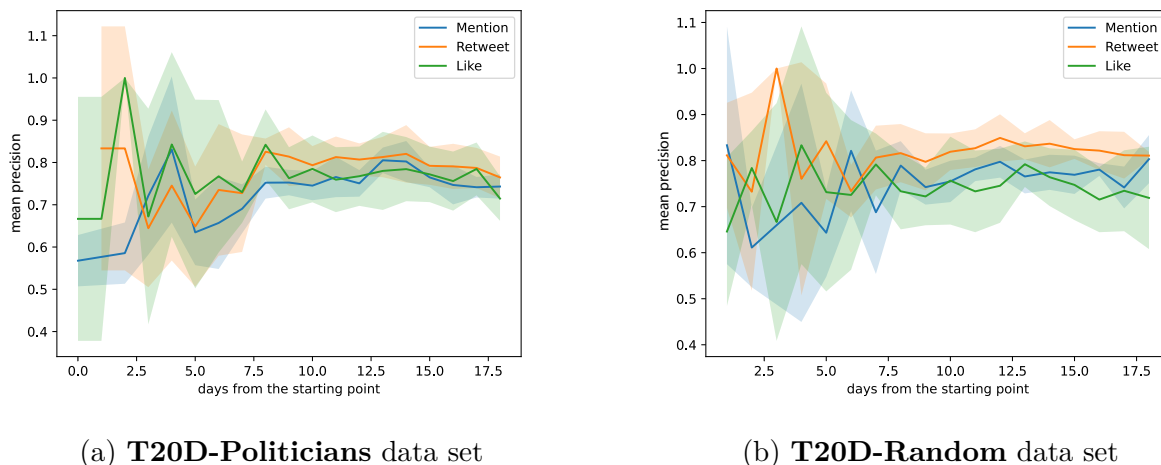 mean precision
1.1
1.0
0.9
0.8
0.7
0.6
0.5
0.4
Mention
Retweet
Like
0.0
2.5
5.0
7.5
10.0
12.5
15.0
17.5
days from the starting point
(a) T20D-Politicians data set
mean precision
1.1
1.0
0.9
0.8
0.7
0.6
0.5
0.4
Mention
Retweet
Like
2.5
5.0
7.5
10.0
12.5
15.0
17.5
days from the starting point
(b) T20D-Random data set